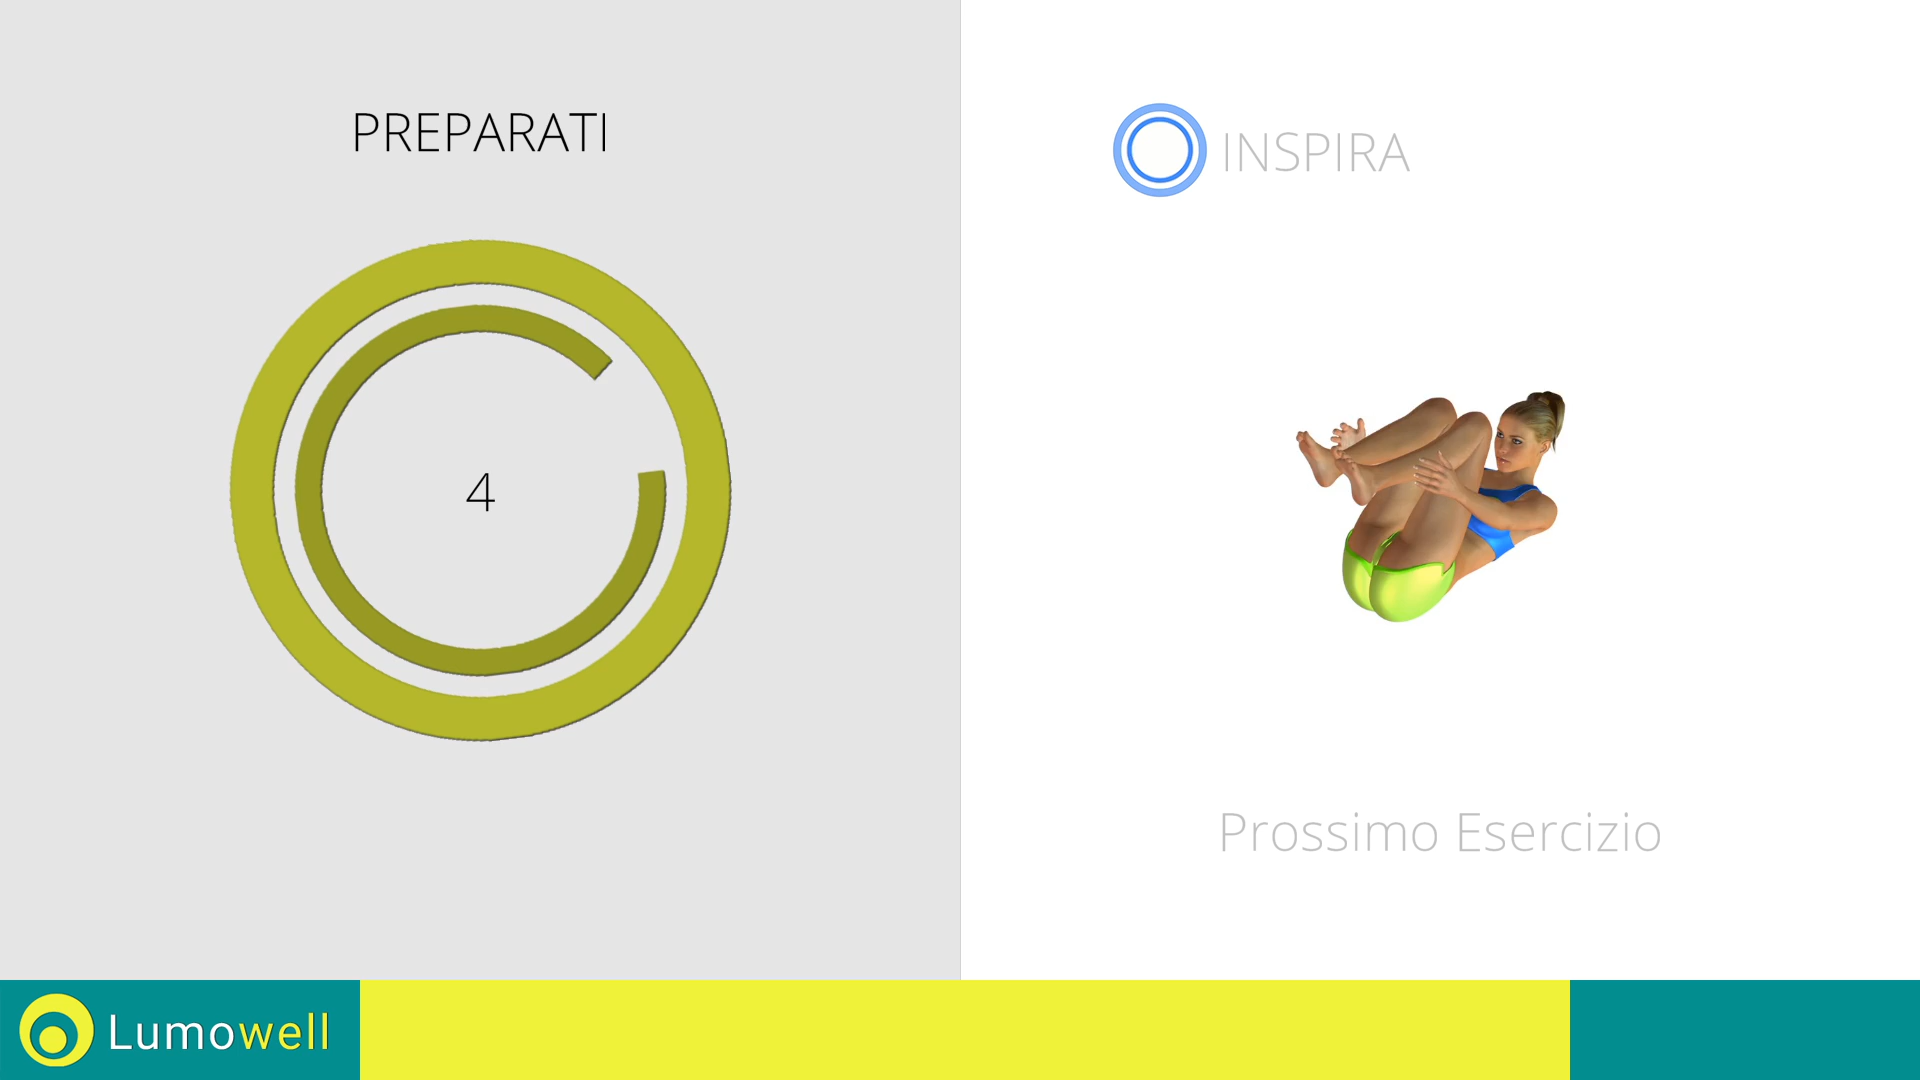 PREPARATI
4
INSPIRA
Prossimo Esercizio
Lumowell